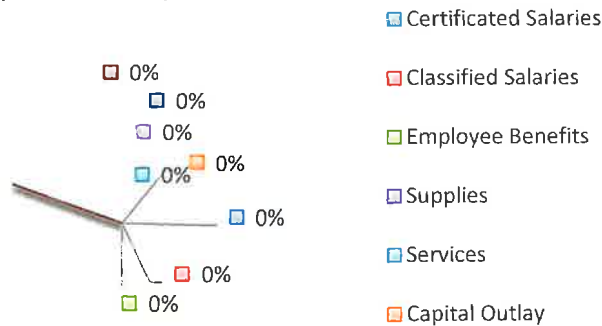 Certificated Salaries
0%
Classified Salaries
0%
0%
Employee Benefits
0%
0%
Supplies
0%
Services
0%
0%
Capital Outlay